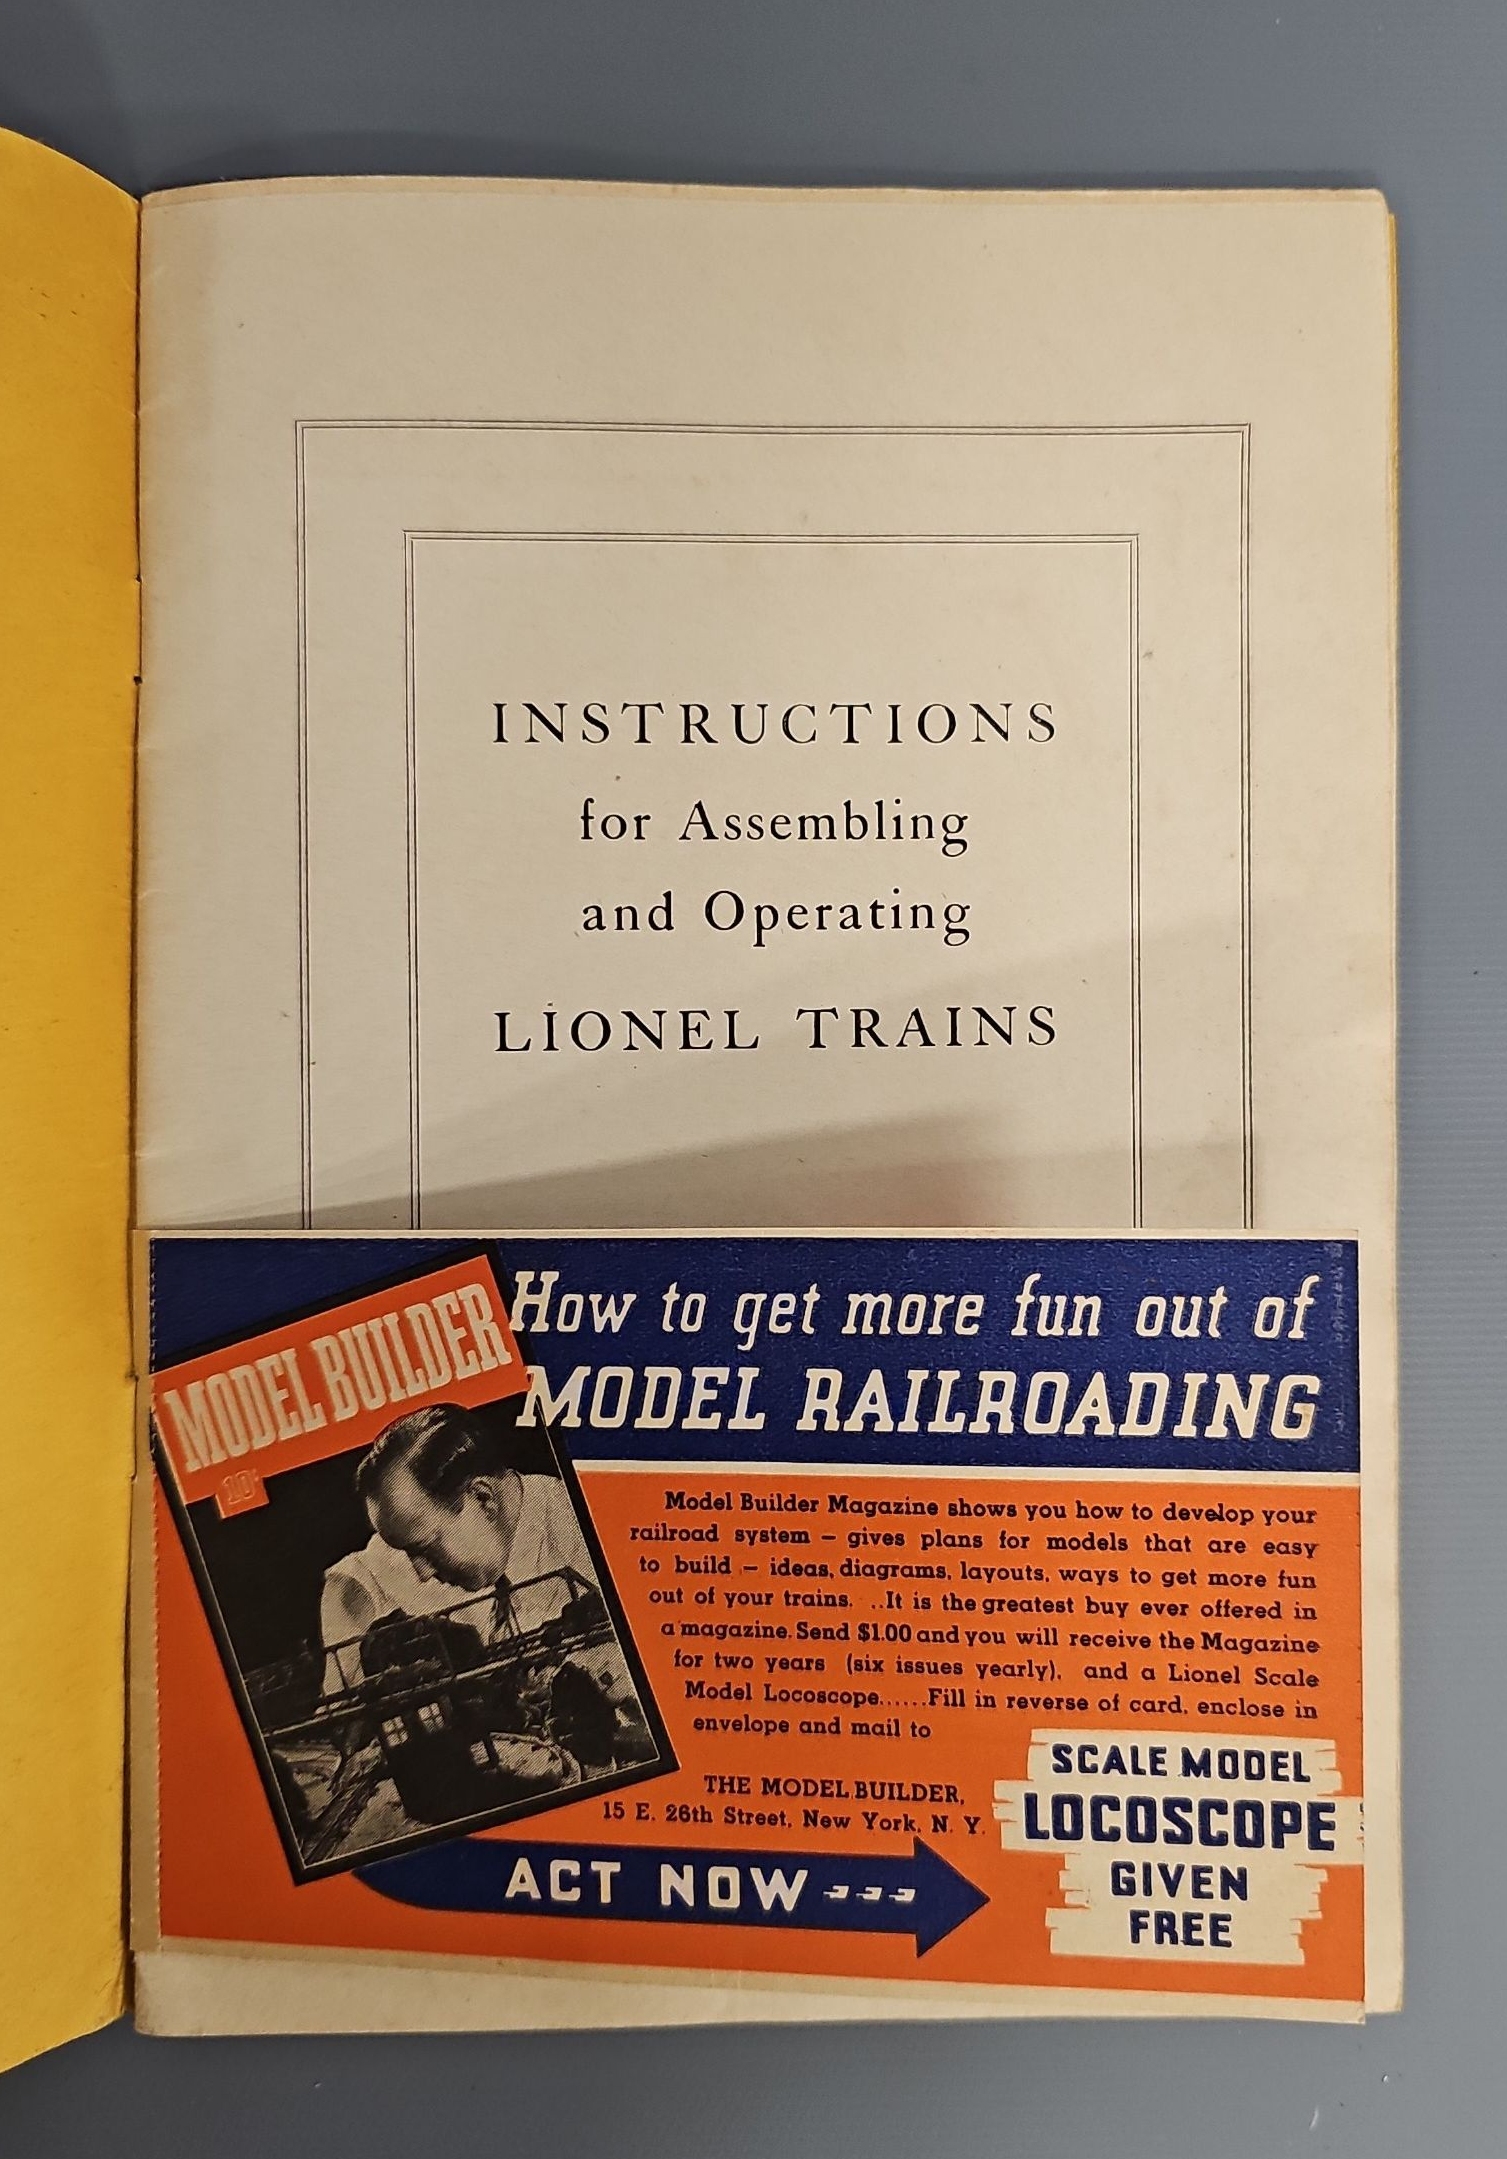 INSTRUCTIONS
for Assembling
and Operating
LIONEL TRAINS
MODEL BUILDER
10¢
How to get more fun out of
MODEL RAILROADING
Model Builder Magazine shows you how to develop your
railroad system — gives plans for models that are easy
to build — ideas, diagrams, layouts, ways to get more fun
out of your trains. ..It is the greatest buy ever offered in
a magazine. Send $1.00 and you will receive the Magazine
for two years (six issues yearly), and a Lionel Scale
Model Locoscope......Fill in reverse of card, enclose in
envelope and mail to
THE MODEL BUILDER,
15 E. 26th Street, New York, N. Y.
ACT NOW
SCALE MODEL
LOCOSCOPE
GIVEN
FREE